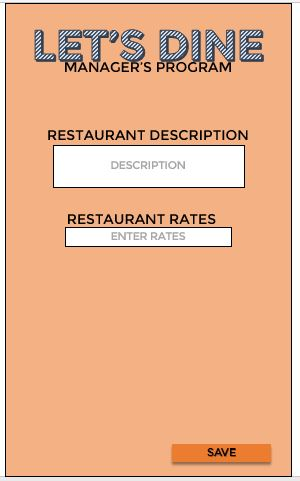 LET'S DINE
MANAGER'S PROGRAM
RESTAURANT DESCRIPTION
DESCRIPTION
RESTAURANT RATES
ENTER RATES
SAVE